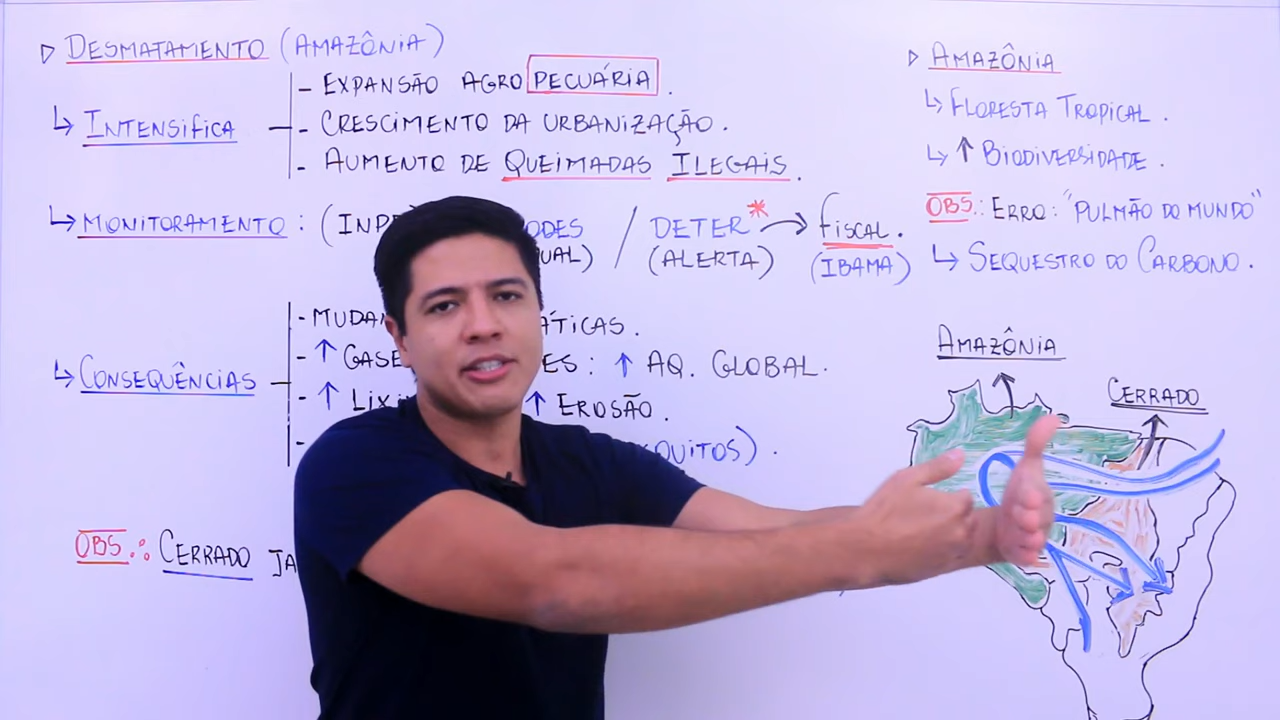 ▷ DESMATAMENTO (AMAZÔNIA)
↳ INTENSIFICA
- EXPANSÃO AGROPECUÁRIA.
- CRESCIMENTO DA URBANIZAÇÃO.
- AUMENTO DE QUEIMADAS ILEGAIS.
↳ MONITORAMENTO: (INP / DETER* → FISCAL.
(ALERTA) (IBAMA)
↳ CONSEQUÊNCIAS
- MUDAN ÁTICAS.
- ↑ GASE ES: ↑ AQ. GLOBAL.
- ↑ LIXI ↑ EROSÃO.
QUITOS).
OBS.: CERRADO JA
▷ AMAZÔNIA
↳ FLORESTA TROPICAL.
↳ ↑ BIODIVERSIDADE.
OBS.: ERRO: "PULMÃO DO MUNDO"
↳ SEQUESTRO DO CARBONO.
AMAZÔNIA
CERRADO